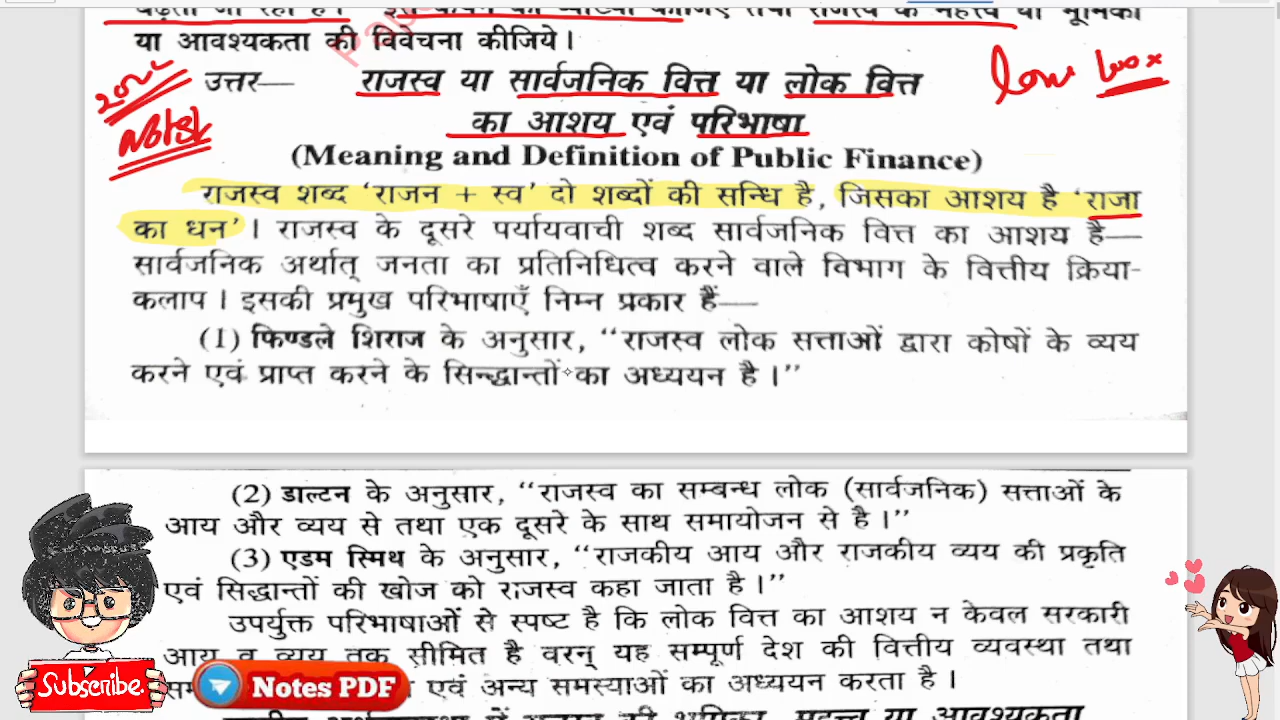 या आवश्यकता की विवेचना कीजिये।
उत्तर— राजस्व या सार्वजनिक वित्त या लोक वित्त
का आशय एवं परिभाषा
(Meaning and Definition of Public Finance)
राजस्व शब्द ‘राजन + स्व’ दो शब्दों की सन्धि है, जिसका आशय है ‘राजा
का धन’। राजस्व के दूसरे पर्यायवाची शब्द सार्वजनिक वित्त का आशय है—
सार्वजनिक अर्थात् जनता का प्रतिनिधित्व करने वाले विभाग के वित्तीय क्रिया-
कलाप। इसकी प्रमुख परिभाषाएँ निम्न प्रकार हैं—
(1) फिण्डले शिराज के अनुसार, “राजस्व लोक सत्ताओं द्वारा कोषों के व्यय
करने एवं प्राप्त करने के सिन्द्धान्तों का अध्ययन है।”
(2) डाल्टन के अनुसार, “राजस्व का सम्बन्ध लोक (सार्वजनिक) सत्ताओं के
आय और व्यय से तथा एक दूसरे के साथ समायोजन से है।”
(3) एडम स्मिथ के अनुसार, “राजकीय आय और राजकीय व्यय की प्रकृति
एवं सिद्धान्तों की खोज को राजस्व कहा जाता है।”
उपर्युक्त परिभाषाओं से स्पष्ट है कि लोक वित्त का आशय न केवल सरकारी
आय व व्यय तक सीमित है वरन् यह सम्पूर्ण देश की वित्तीय व्यवस्था तथा
एवं अन्य समस्याओं का अध्ययन करता है।
Subscribe
Notes PDF